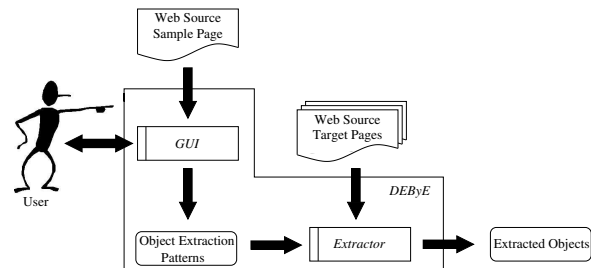 Web Source
Sample Page
Web Source
Target Pages
GUI
DEByE
User
Object Extraction
Patterns
Extractor
Extracted Objects